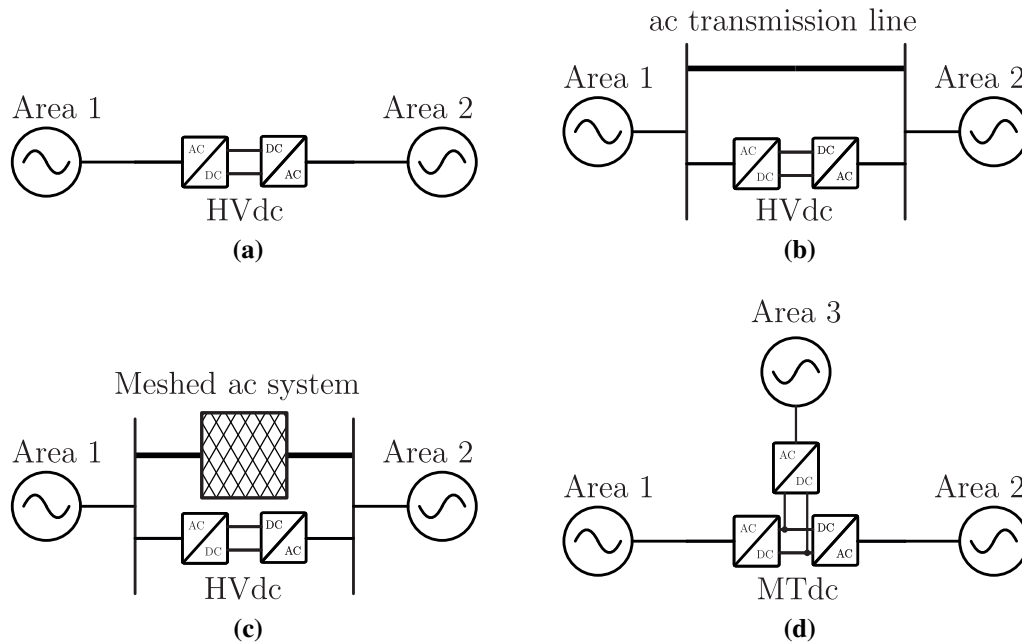 Area 1
Area 2
AC
DC
DC
AC
HVdc
(a)
ac transmission line
Area 1
Area 2
AC
DC
DC
AC
HVdc
(b)
Meshed ac system
Area 1
Area 2
AC
DC
DC
AC
HVdc
(c)
Area 3
AC
DC
Area 1
Area 2
AC
DC
DC
AC
MTdc
(d)